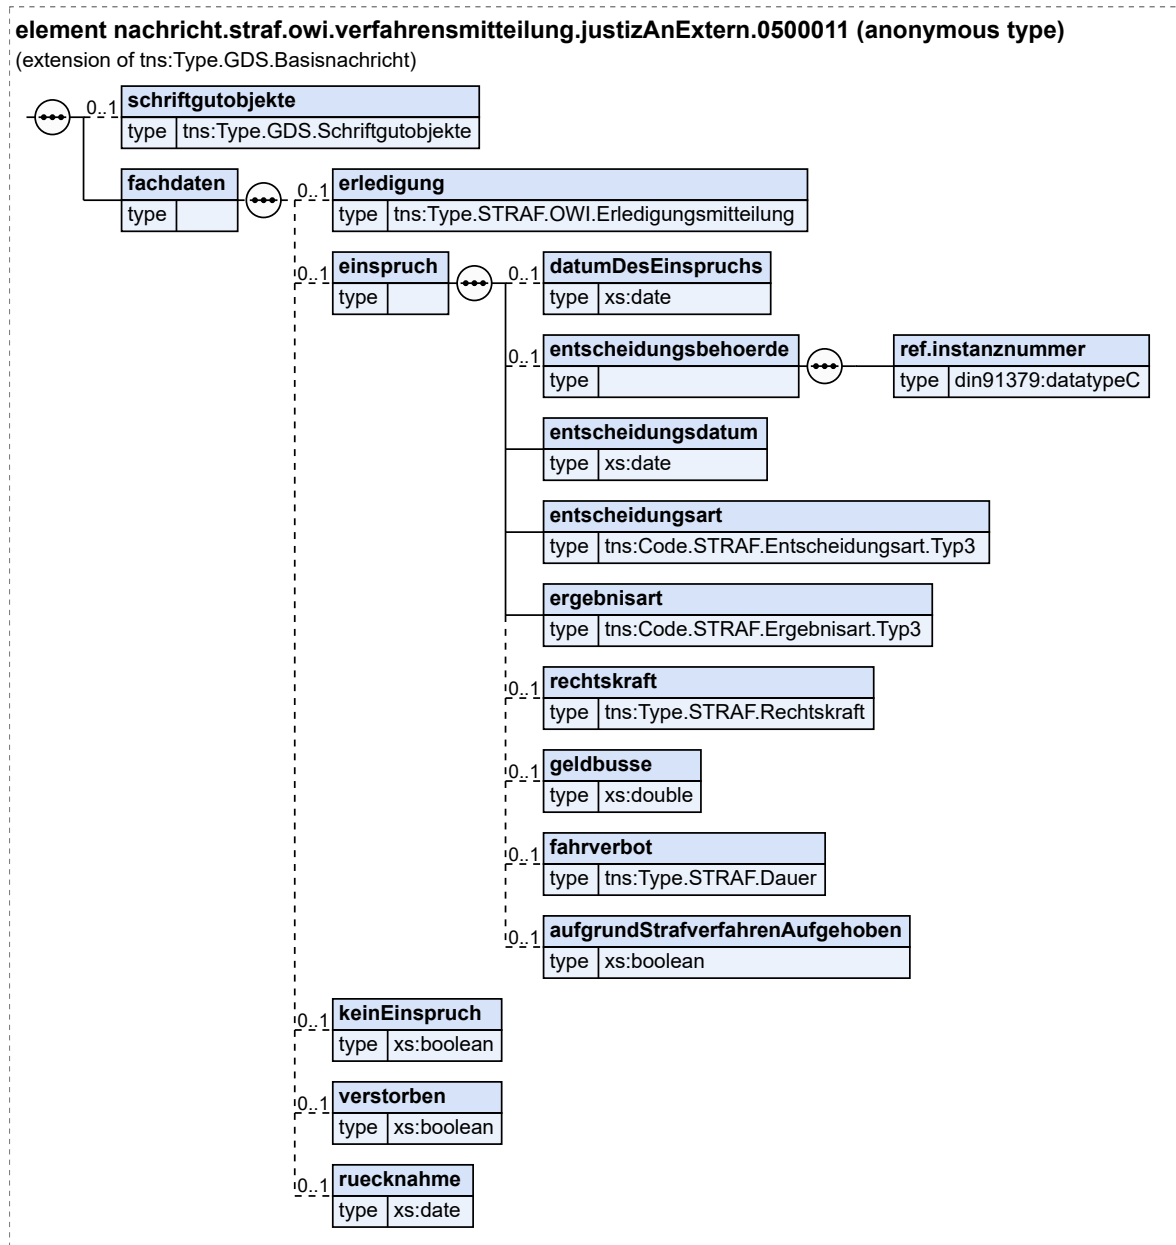 element nachricht.straf.owi.verfahrensmitteilung.justizAnExtern.0500011 (anonymous type)
(extension of tns:Type.GDS.Basisnachricht)
0..1 schriftgutobjekte
type tns:Type.GDS.Schriftgutobjekte
fachdaten
type
0..1 erledigung
type tns:Type.STRAF.OWI.Erledigungsmitteilung
0..1 einspruch
type
0..1 datumDesEinspruchs
type xs:date
0..1 entscheidungsbehoerde
type
ref.instanznummer
type din91379:datatypeC
entscheidungsdatum
type xs:date
entscheidungsart
type tns:Code.STRAF.Entscheidungsart.Typ3
ergebnisart
type tns:Code.STRAF.Ergebnisart.Typ3
0..1 rechtskraft
type tns:Type.STRAF.Rechtskraft
0..1 geldbusse
type xs:double
0..1 fahrverbot
type tns:Type.STRAF.Dauer
0..1 aufgrundStrafverfahrenAufgehoben
type xs:boolean
0..1 keinEinspruch
type xs:boolean
0..1 verstorben
type xs:boolean
0..1 ruecknahme
type xs:date